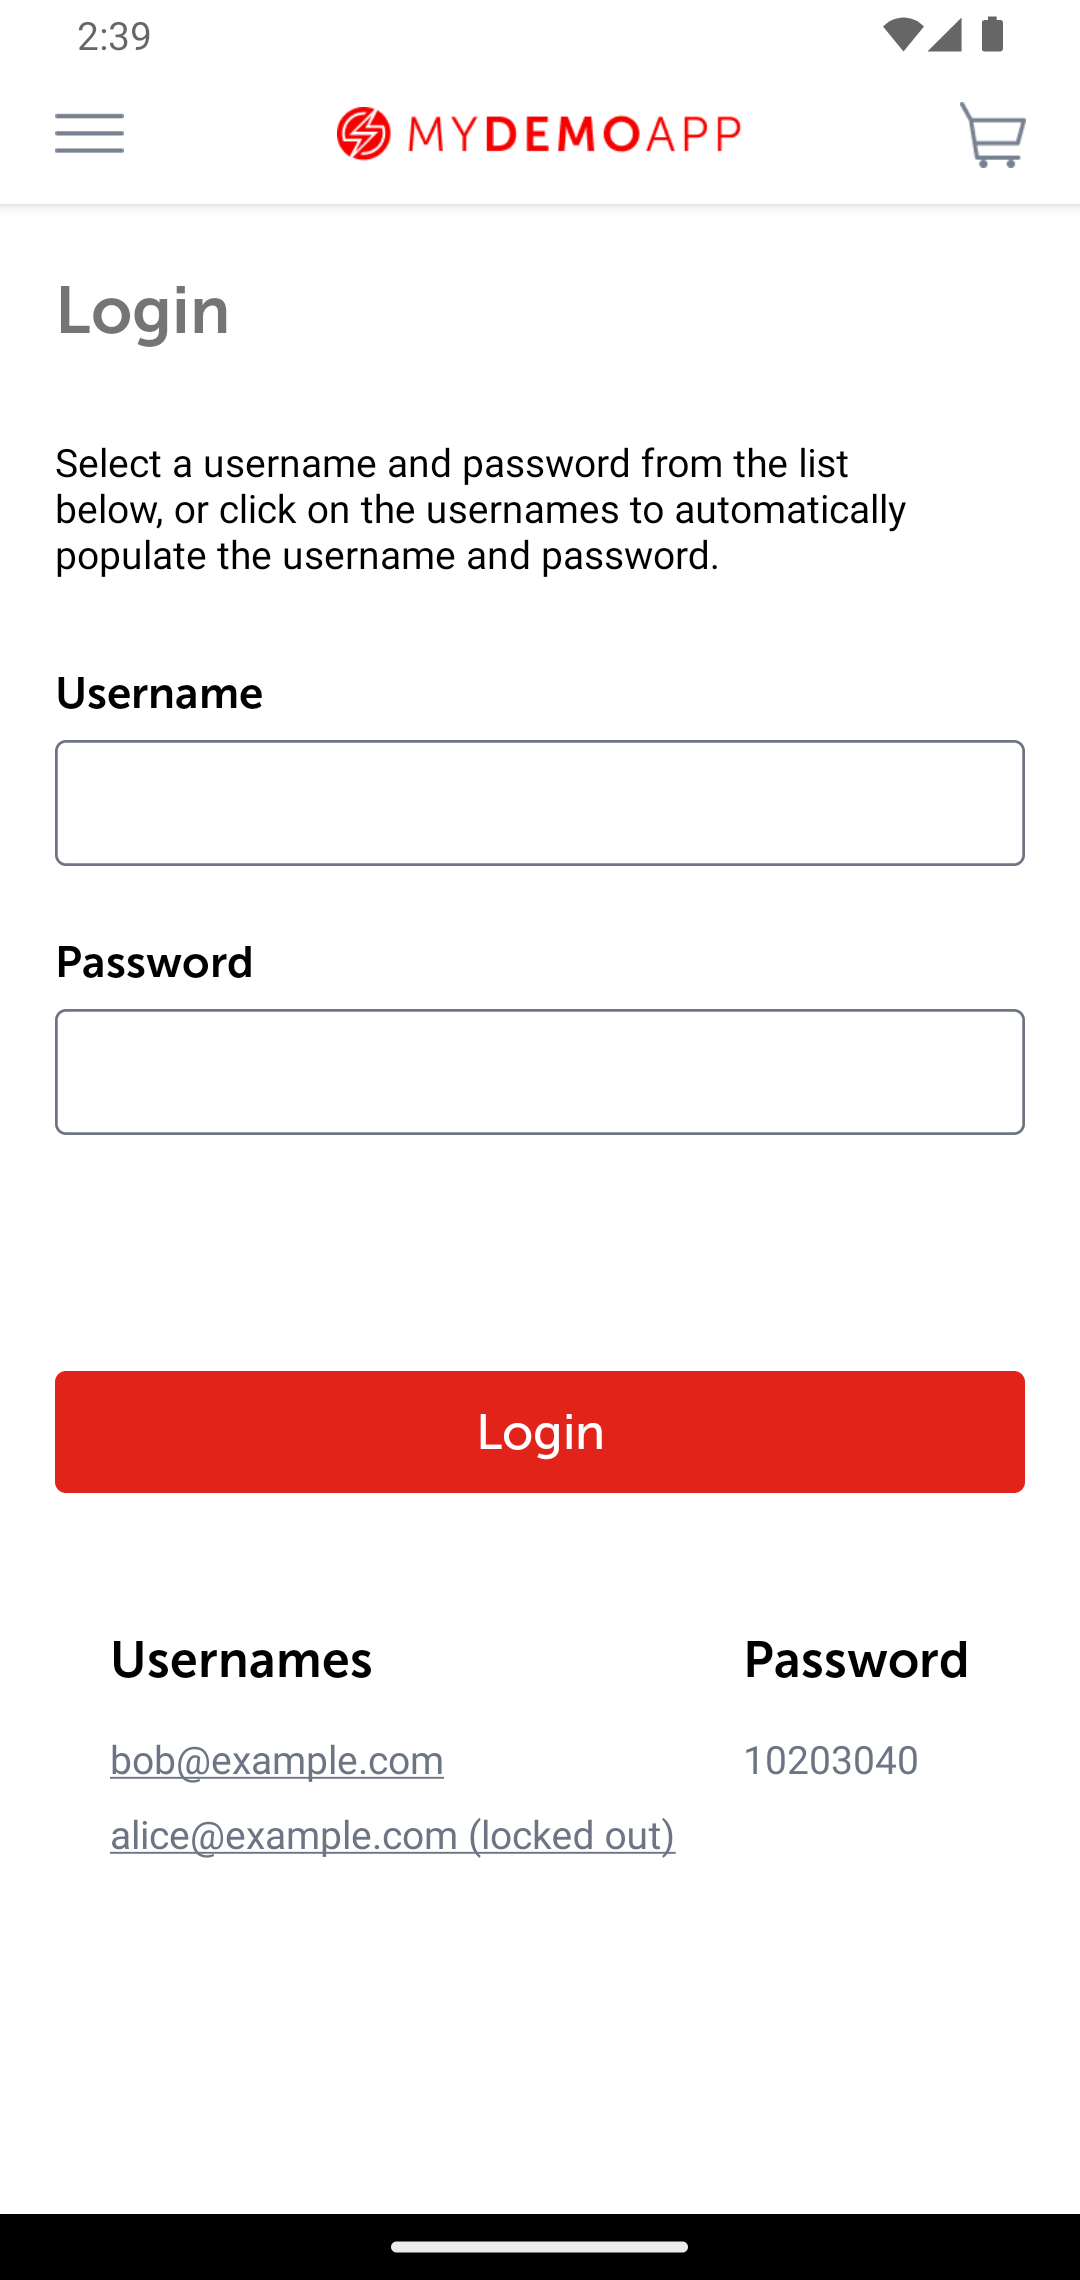 2:39
MYDEMOAPP
Login
Select a username and password from the list
below, or click on the usernames to automatically
populate the username and password.
Username
Password
Login
Usernames Password
bob@example.com 10203040
alice@example.com (locked out)